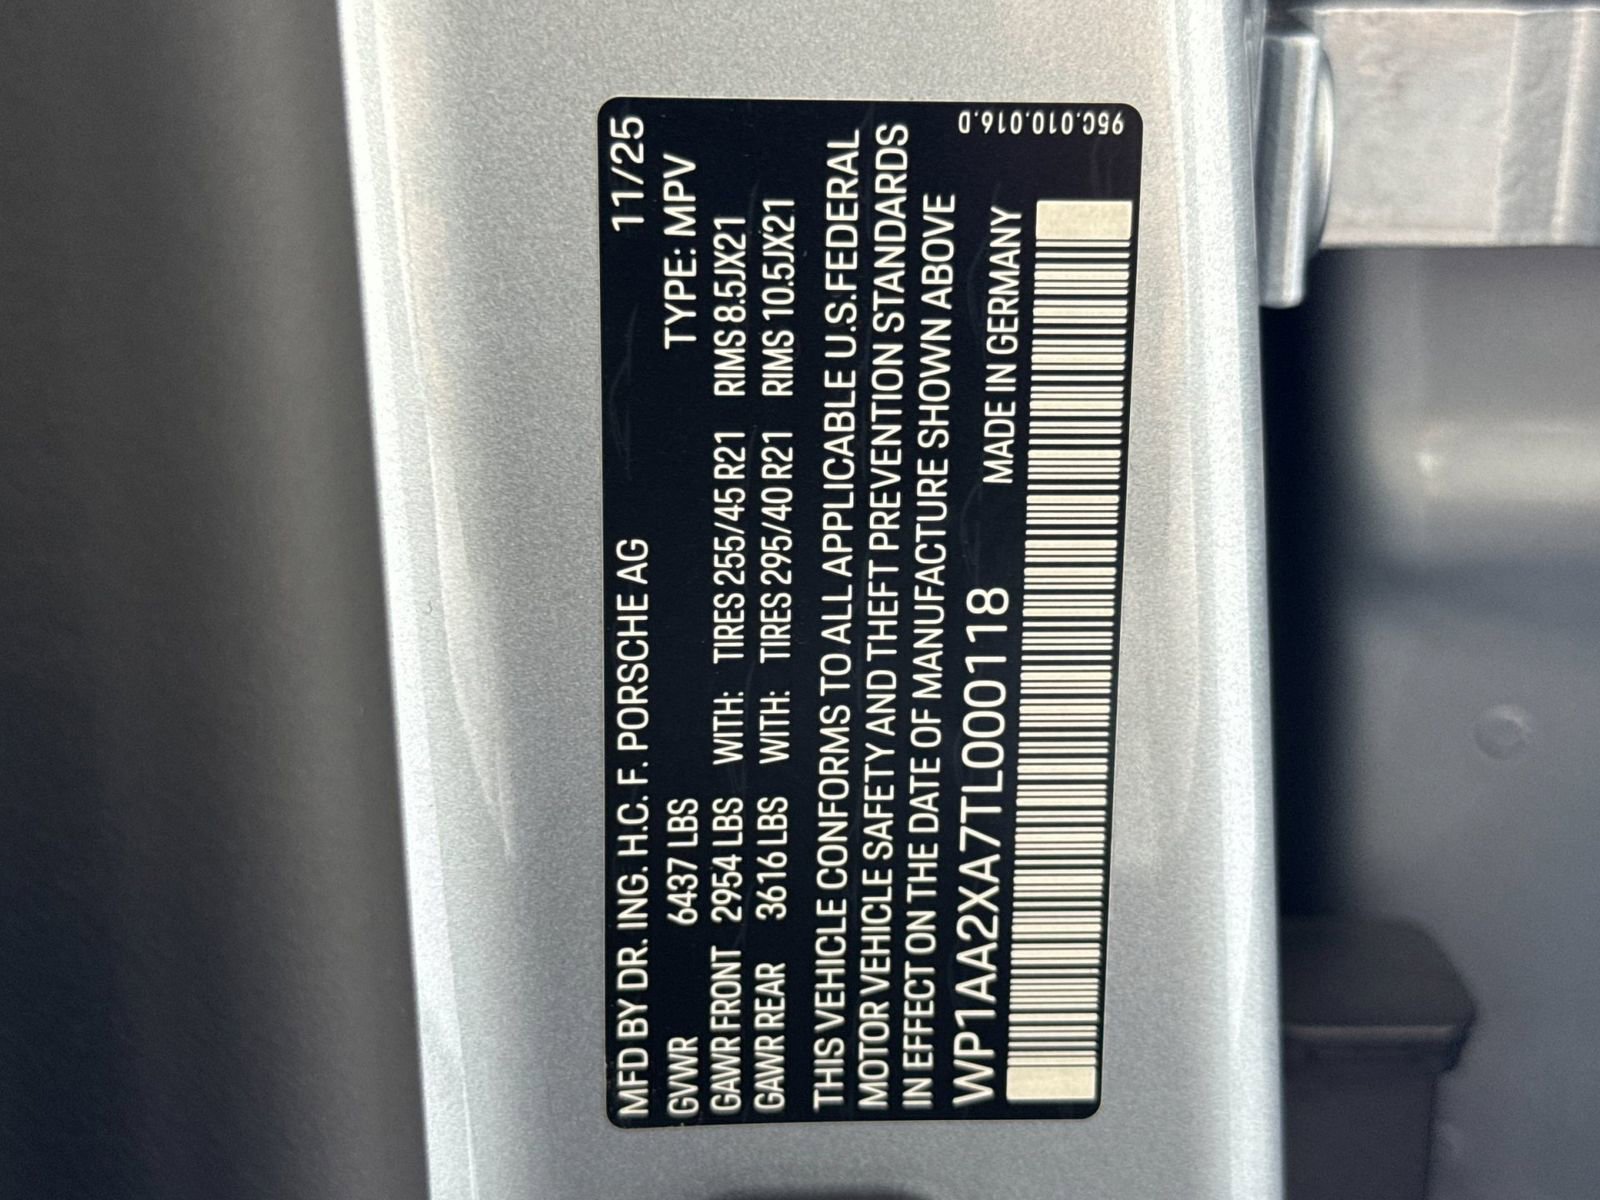 11/25
MFD BY DR. ING. H.C. F. PORSCHE AG
GVWR 6437 LBS TYPE: MPV
GAWR FRONT 2954 LBS WITH: TIRES 255/45 R21 RIMS 8.5JX21
GAWR REAR 3616 LBS WITH: TIRES 295/40 R21 RIMS 10.5JX21
THIS VEHICLE CONFORMS TO ALL APPLICABLE U.S.FEDERAL
MOTOR VEHICLE SAFETY AND THEFT PREVENTION STANDARDS
IN EFFECT ON THE DATE OF MANUFACTURE SHOWN ABOVE
WP1AA2XA7TL000118 MADE IN GERMANY
95C.010.016.D